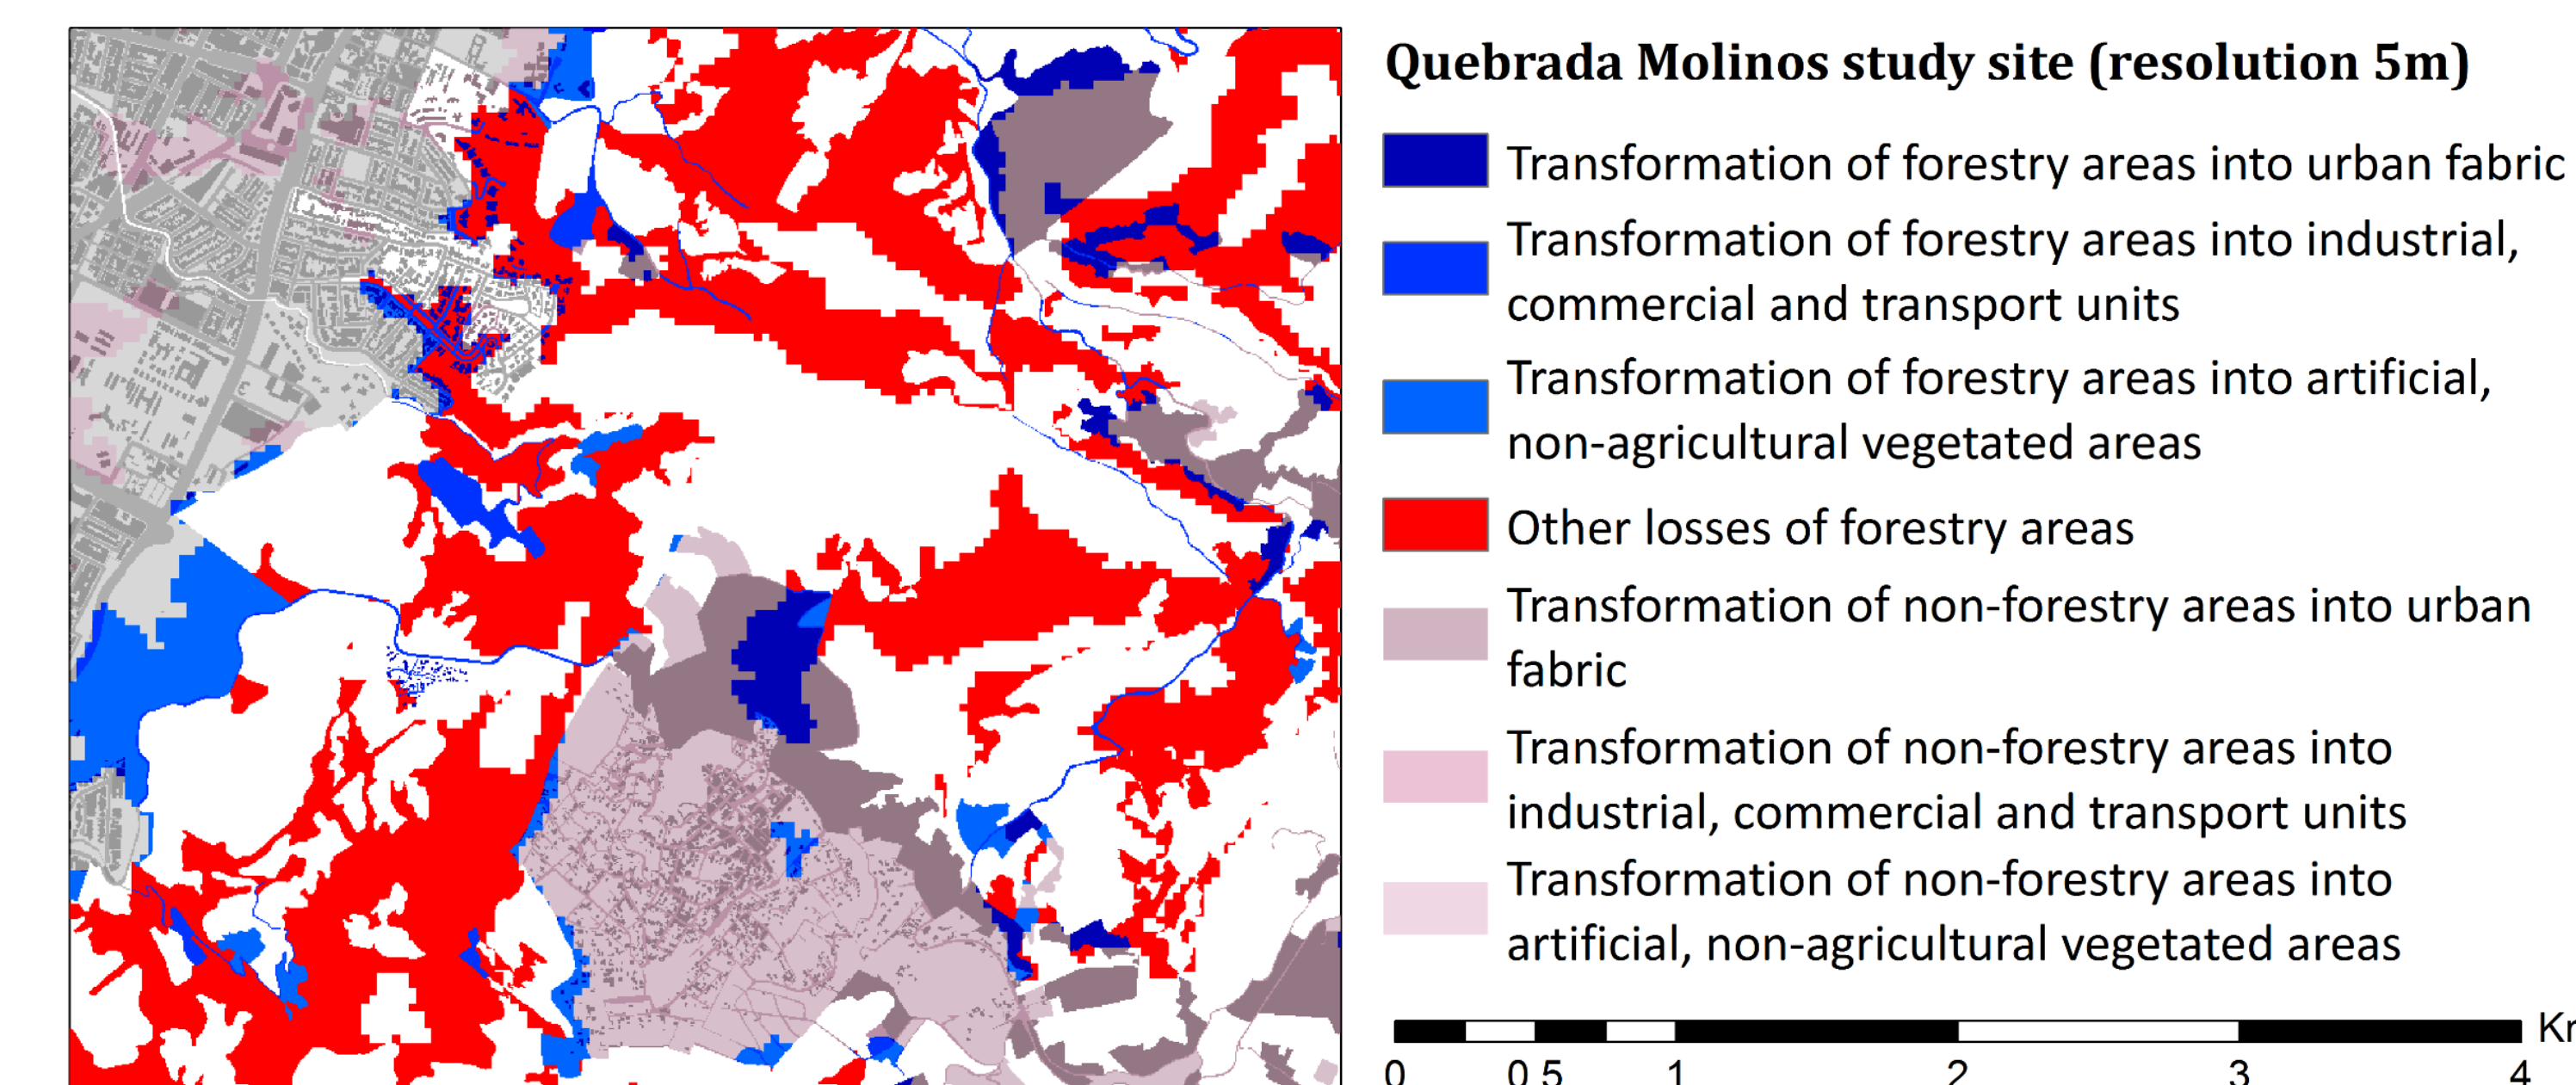 Quebrada Molinos study site (resolution 5m)
Transformation of forestry areas into urban fabric
Transformation of forestry areas into industrial,
commercial and transport units
Transformation of forestry areas into artificial,
non-agricultural vegetated areas
Other losses of forestry areas
Transformation of non-forestry areas into urban
fabric
Transformation of non-forestry areas into
industrial, commercial and transport units
Transformation of non-forestry areas into
artificial, non-agricultural vegetated areas
0 0.5 1 2 3 4